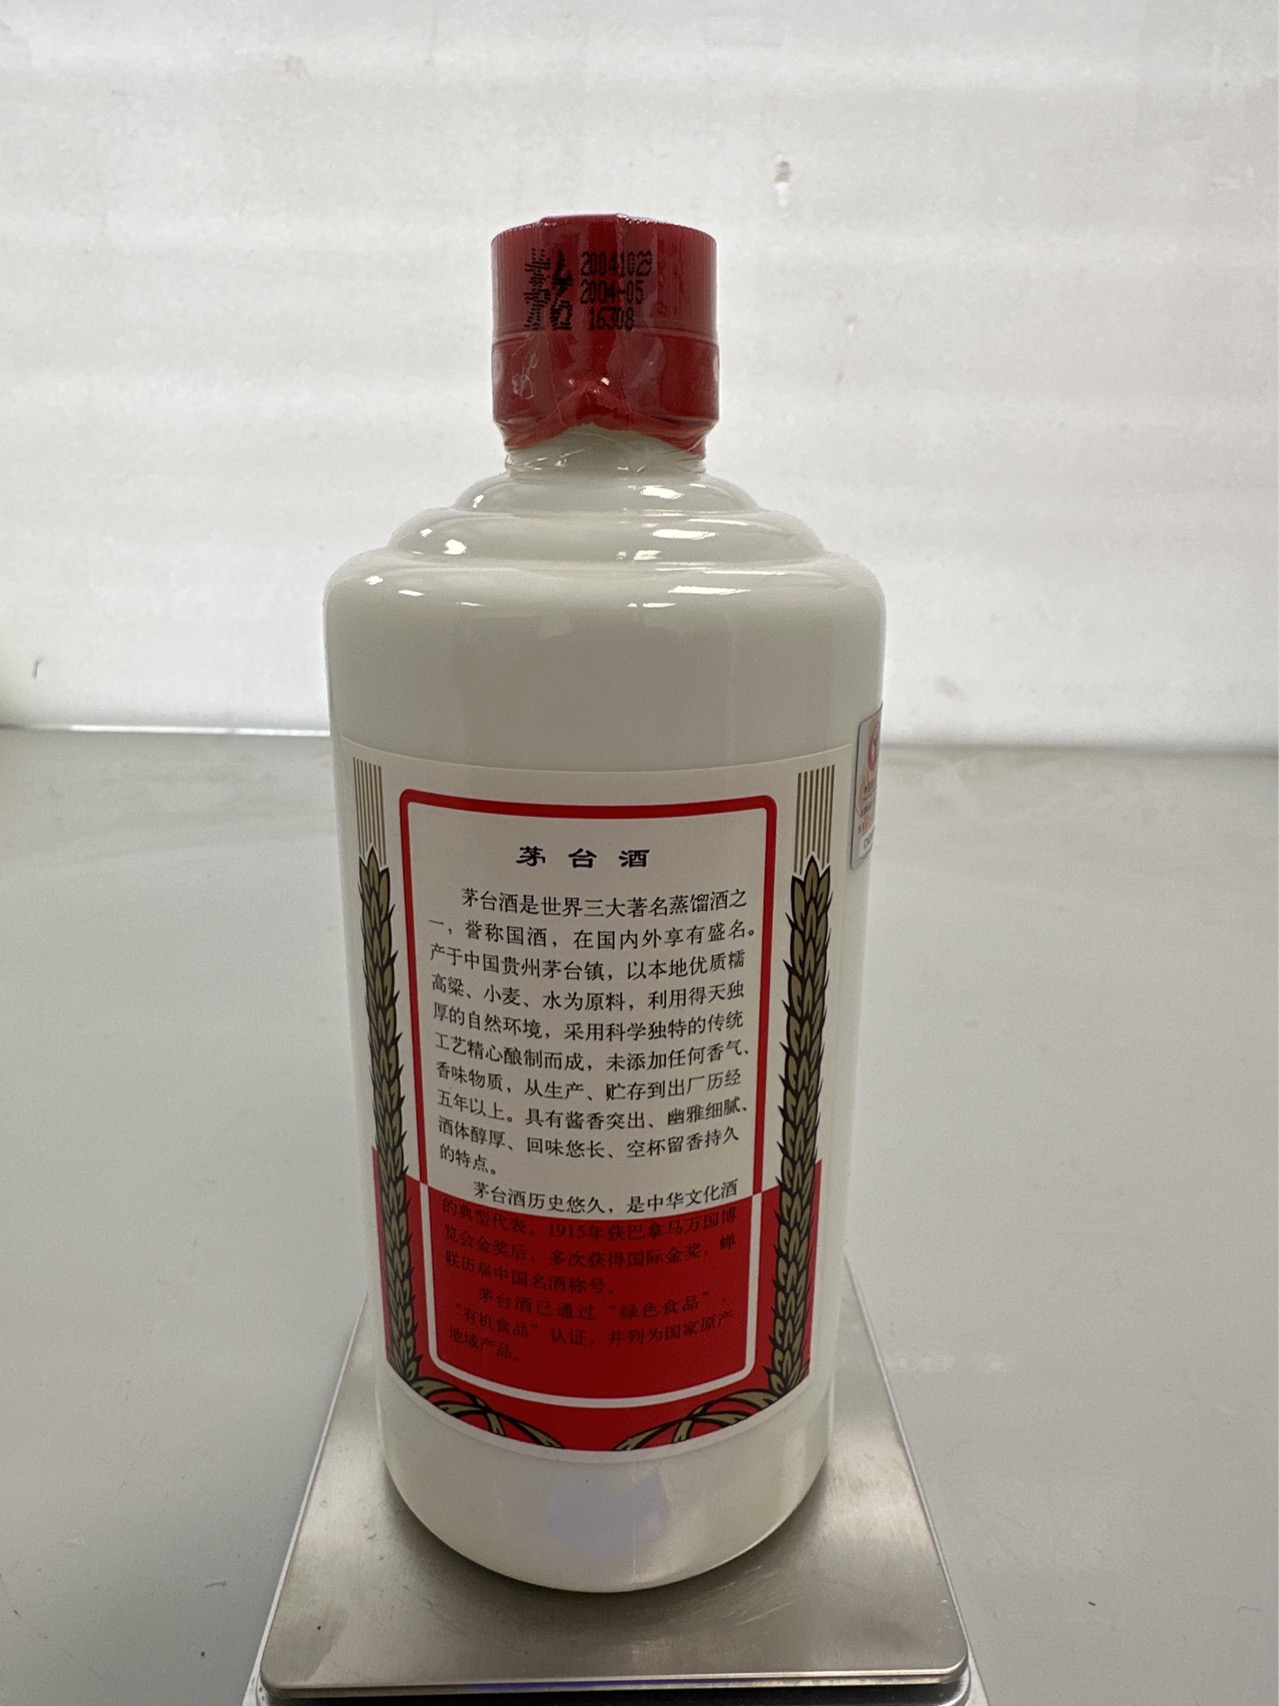 20041029
2004-05
16308
茅台酒
茅台酒是世界三大著名蒸馏酒之
一，誉称国酒，在国内外享有盛名。
产于中国贵州茅台镇，以本地优质糯
高粱、小麦、水为原料，利用得天独
厚的自然环境，采用科学独特的传统
工艺精心酿制而成，未添加任何香气、
香味物质，从生产、贮存到出厂历经
五年以上。具有酱香突出、幽雅细腻、
酒体醇厚、回味悠长、空杯留香持久
的特点。
茅台酒历史悠久，是中华文化酒
的典型代表。1915年获巴拿马万国博
览会金奖后，多次获得国际金奖，蝉
联历届中国名酒称号。
茅台酒已通过“绿色食品”、
“有机食品”认证，并列为国家原产
地域产品。